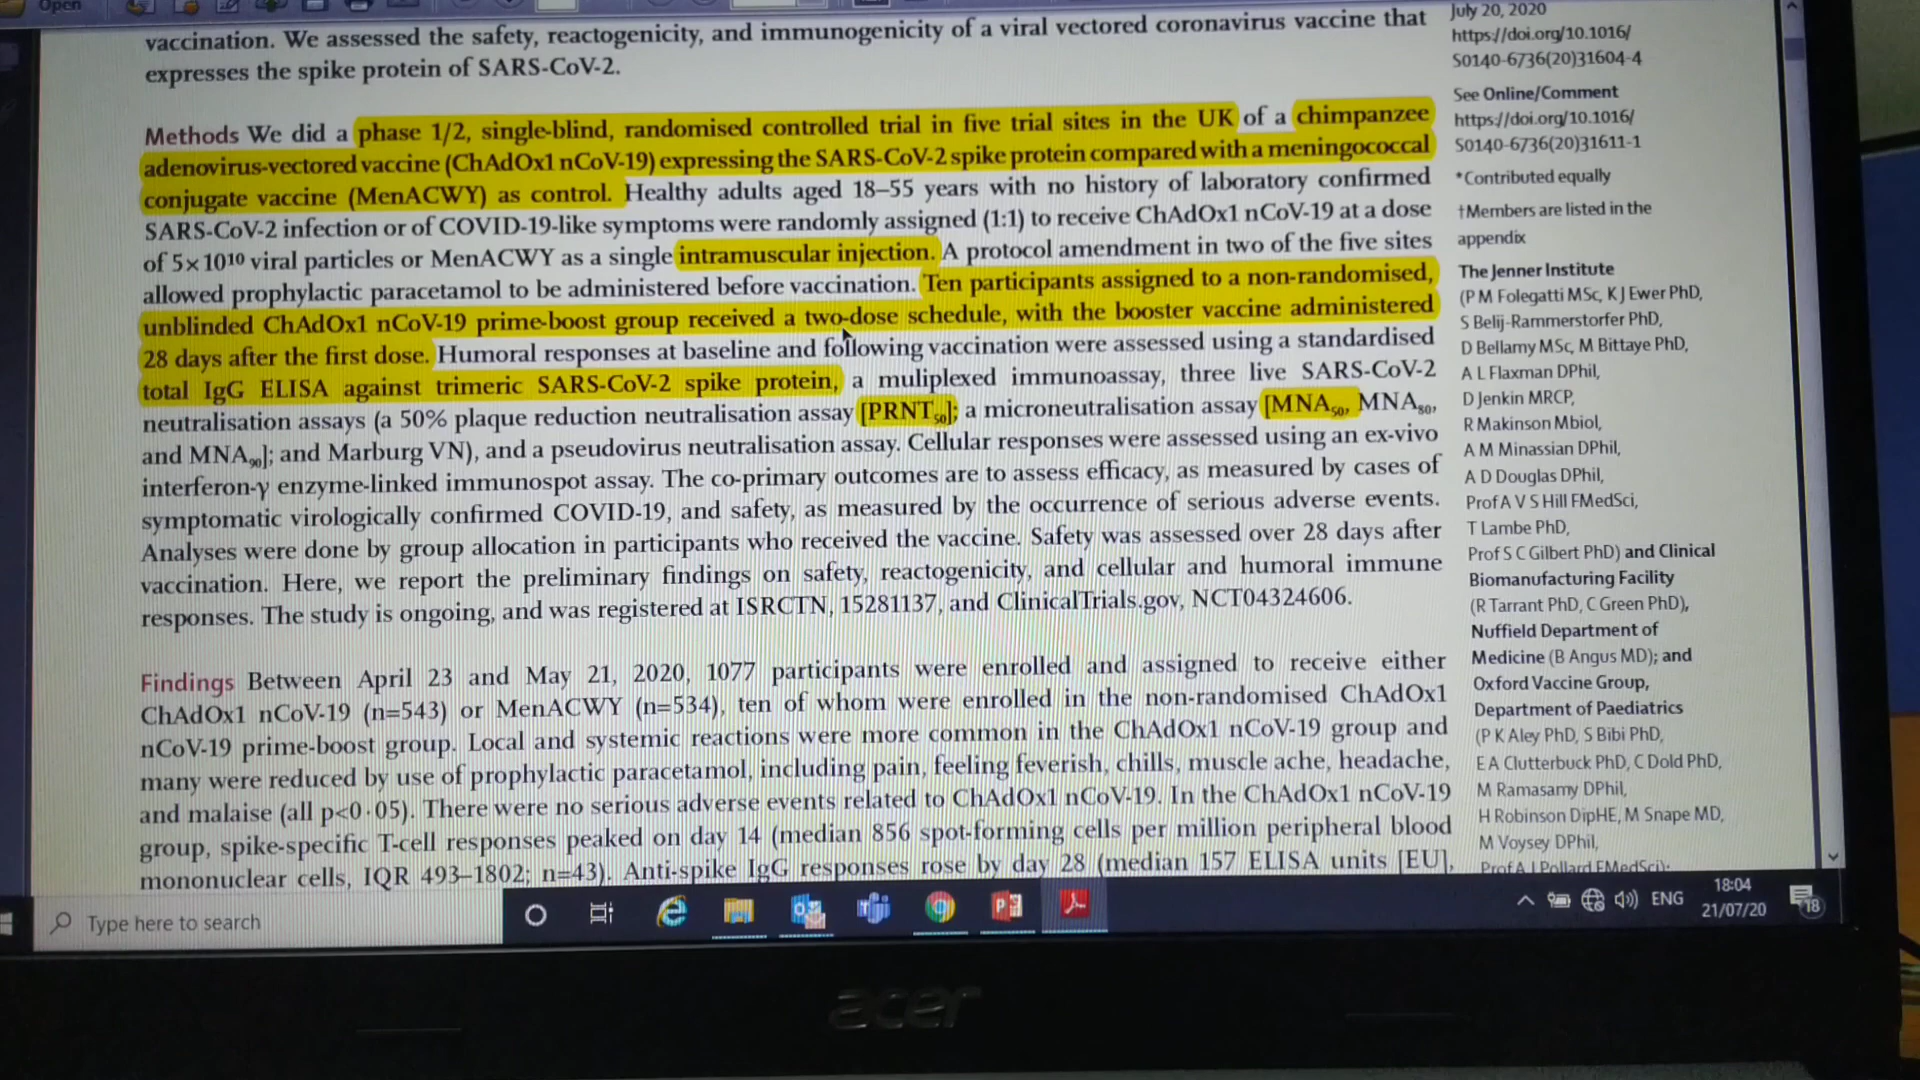 Open
vaccination. We assessed the safety, reactogenicity, and immunogenicity of a viral vectored coronavirus vaccine that
expresses the spike protein of SARS-CoV-2.
Methods We did a phase 1/2, single-blind, randomised controlled trial in five trial sites in the UK of a chimpanzee
adenovirus-vectored vaccine (ChAdOx1 nCoV-19) expressing the SARS-CoV-2 spike protein compared with a meningococcal
conjugate vaccine (MenACWY) as control. Healthy adults aged 18–55 years with no history of laboratory confirmed
SARS-CoV-2 infection or of COVID-19-like symptoms were randomly assigned (1:1) to receive ChAdOx1 nCoV-19 at a dose
of 5×10¹⁰ viral particles or MenACWY as a single intramuscular injection. A protocol amendment in two of the five sites
allowed prophylactic paracetamol to be administered before vaccination. Ten participants assigned to a non-randomised,
unblinded ChAdOx1 nCoV-19 prime-boost group received a two-dose schedule, with the booster vaccine administered
28 days after the first dose. Humoral responses at baseline and following vaccination were assessed using a standardised
total IgG ELISA against trimeric SARS-CoV-2 spike protein, a muliplexed immunoassay, three live SARS-CoV-2
neutralisation assays (a 50% plaque reduction neutralisation assay [PRNT₅₀]; a microneutralisation assay [MNA₅₀, MNA₈₀,
and MNA₉₀]; and Marburg VN), and a pseudovirus neutralisation assay. Cellular responses were assessed using an ex-vivo
interferon-γ enzyme-linked immunospot assay. The co-primary outcomes are to assess efficacy, as measured by cases of
symptomatic virologically confirmed COVID-19, and safety, as measured by the occurrence of serious adverse events.
Analyses were done by group allocation in participants who received the vaccine. Safety was assessed over 28 days after
vaccination. Here, we report the preliminary findings on safety, reactogenicity, and cellular and humoral immune
responses. The study is ongoing, and was registered at ISRCTN, 15281137, and ClinicalTrials.gov, NCT04324606.
Findings Between April 23 and May 21, 2020, 1077 participants were enrolled and assigned to receive either
ChAdOx1 nCoV-19 (n=543) or MenACWY (n=534), ten of whom were enrolled in the non-randomised ChAdOx1
nCoV-19 prime-boost group. Local and systemic reactions were more common in the ChAdOx1 nCoV-19 group and
many were reduced by use of prophylactic paracetamol, including pain, feeling feverish, chills, muscle ache, headache,
and malaise (all p<0·05). There were no serious adverse events related to ChAdOx1 nCoV-19. In the ChAdOx1 nCoV-19
group, spike-specific T-cell responses peaked on day 14 (median 856 spot-forming cells per million peripheral blood
mononuclear cells, IQR 493–1802; n=43). Anti-spike IgG responses rose by day 28 (median 157 ELISA units [EU],
July 20, 2020
https://doi.org/10.1016/
S0140-6736(20)31604-4
See Online/Comment
https://doi.org/10.1016/
S0140-6736(20)31611-1
*Contributed equally
†Members are listed in the
appendix
The Jenner Institute
(P M Folegatti MSc, K J Ewer PhD,
S Belij-Rammerstorfer PhD,
D Bellamy MSc, M Bittaye PhD,
A L Flaxman DPhil,
D Jenkin MRCP,
R Makinson Mbiol,
A M Minassian DPhil,
A D Douglas DPhil,
Prof A V S Hill FMedSci,
T Lambe PhD,
Prof S C Gilbert PhD) and Clinical
Biomanufacturing Facility
(R Tarrant PhD, C Green PhD),
Nuffield Department of
Medicine (B Angus MD); and
Oxford Vaccine Group,
Department of Paediatrics
(P K Aley PhD, S Bibi PhD,
E A Clutterbuck PhD, C Dold PhD,
M Ramasamy DPhil,
H Robinson DipHE, M Snape MD,
M Voysey DPhil,
Prof A J Pollard FMedSci);
Type here to search
ENG
18:04
21/07/20
18
acer